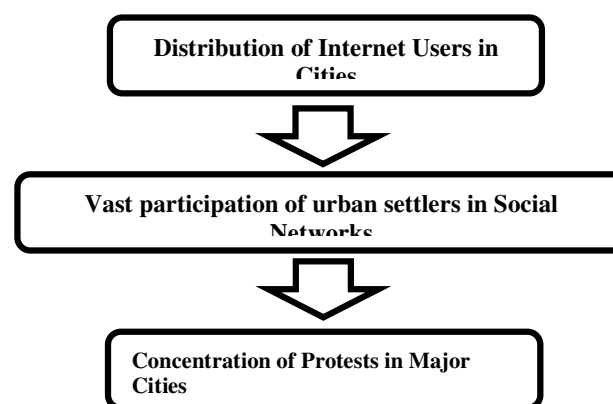 Distribution of Internet Users in
Cities
Vast participation of urban settlers in Social
Networks
Concentration of Protests in Major
Cities